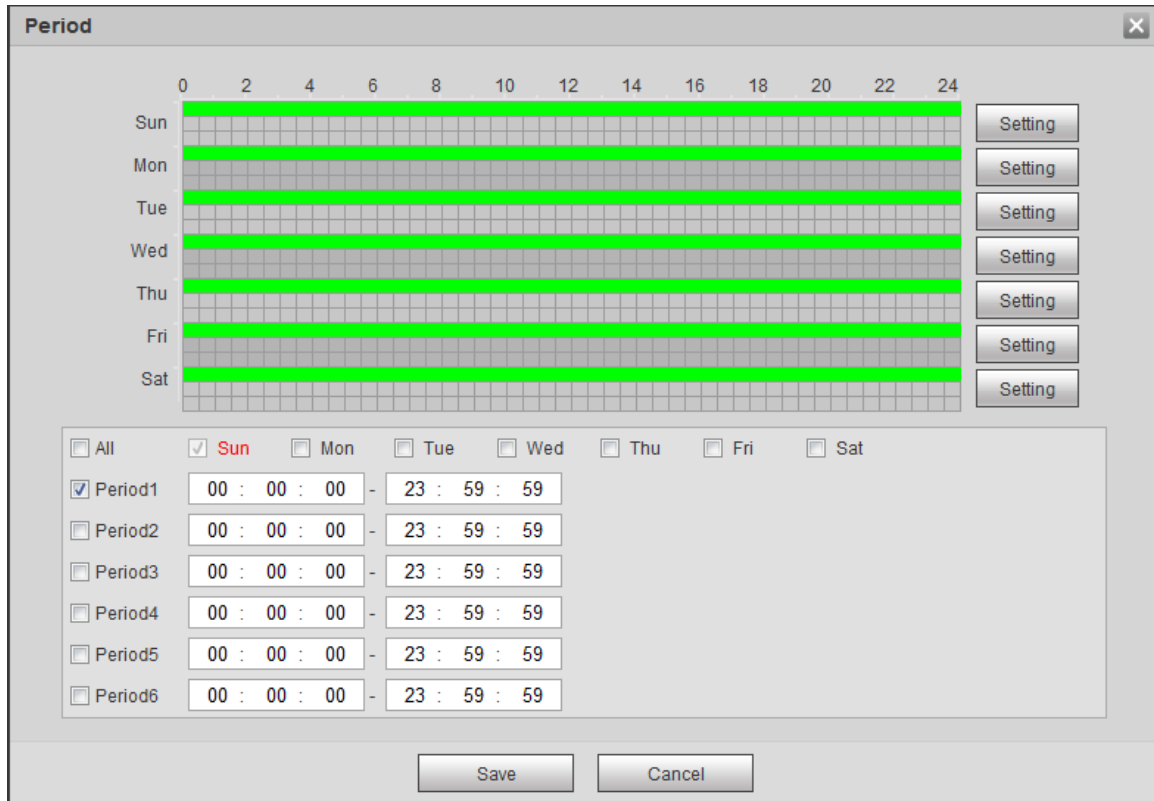 Period
0 2 4 6 8 10 12 14 16 18 20 22 24
Sun Setting
Mon Setting
Tue Setting
Wed Setting
Thu Setting
Fri Setting
Sat Setting
All Sun Mon Tue Wed Thu Fri Sat
Period1 00 : 00 : 00 - 23 : 59 : 59
Period2 00 : 00 : 00 - 23 : 59 : 59
Period3 00 : 00 : 00 - 23 : 59 : 59
Period4 00 : 00 : 00 - 23 : 59 : 59
Period5 00 : 00 : 00 - 23 : 59 : 59
Period6 00 : 00 : 00 - 23 : 59 : 59
Save Cancel